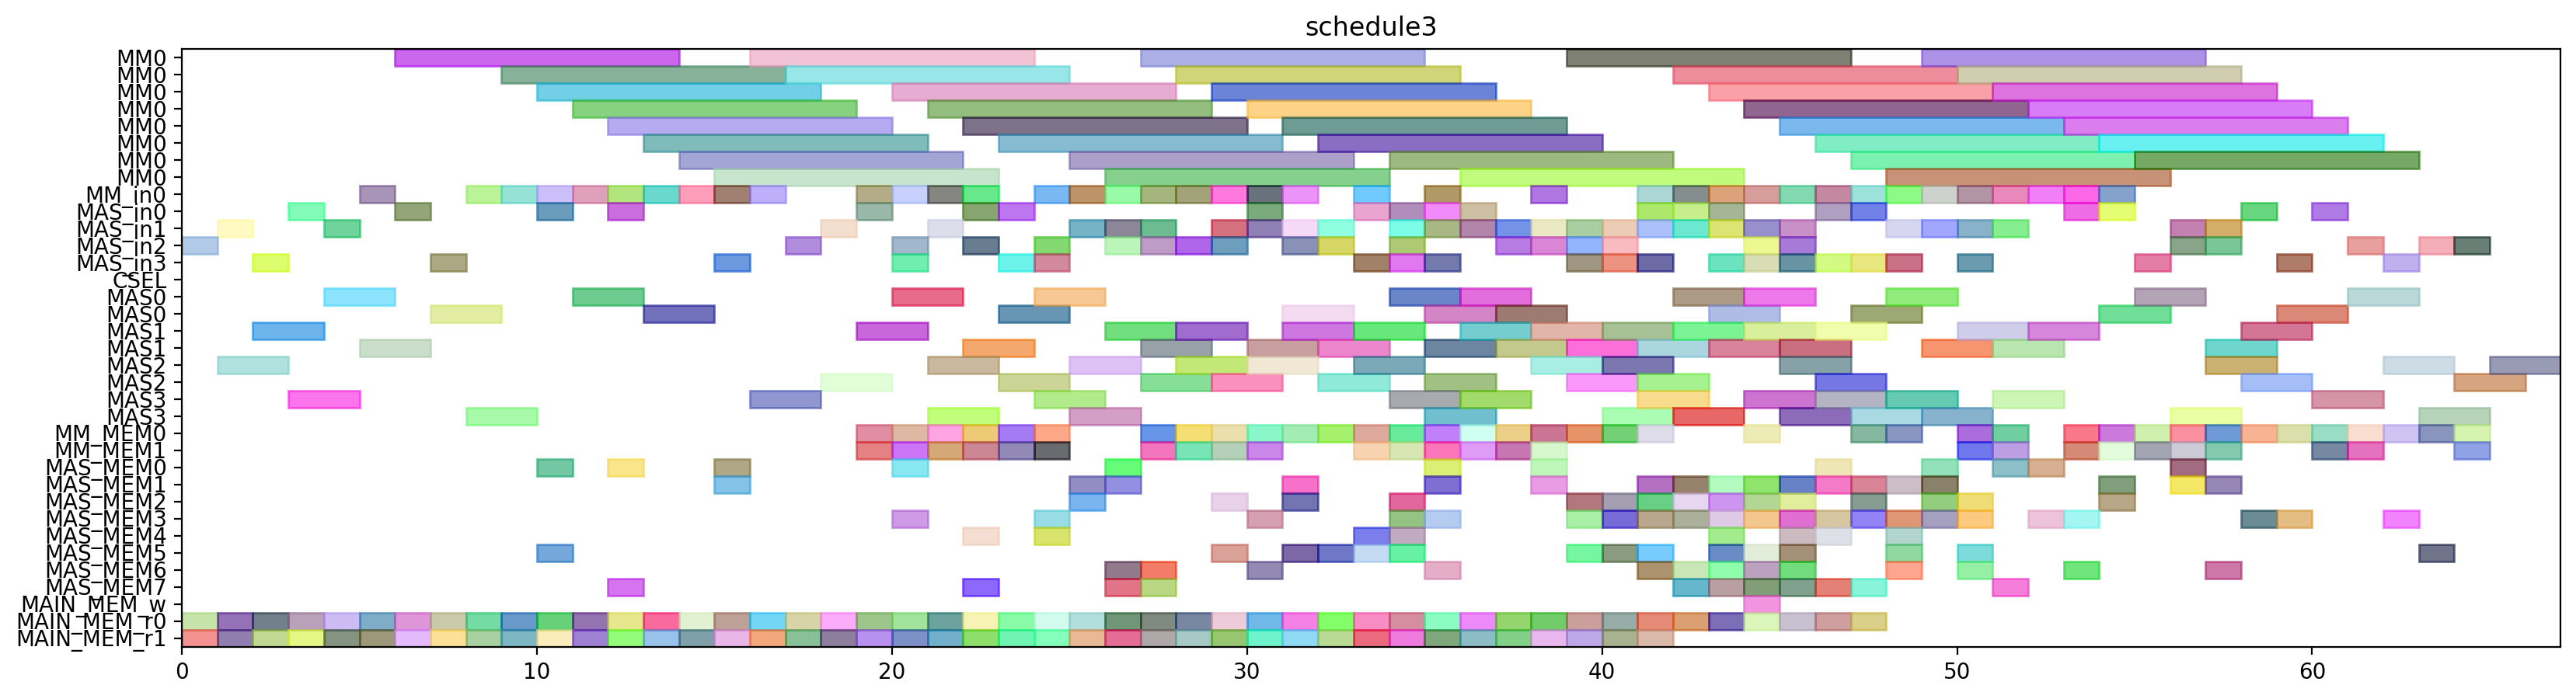 schedule3
MM0
MM0
MM0
MM0
MM0
MM0
MM0
MM0
MM_in0
MAS_in0
MAS_in1
MAS_in2
MAS_in3
CSEL
MAS0
MAS0
MAS1
MAS1
MAS2
MAS2
MAS3
MAS3
MM_MEM0
MM_MEM1
MAS_MEM0
MAS_MEM1
MAS_MEM2
MAS_MEM3
MAS_MEM4
MAS_MEM5
MAS_MEM6
MAS_MEM7
MAIN_MEM_w
MAIN_MEM_r0
MAIN_MEM_r1
0 10 20 30 40 50 60